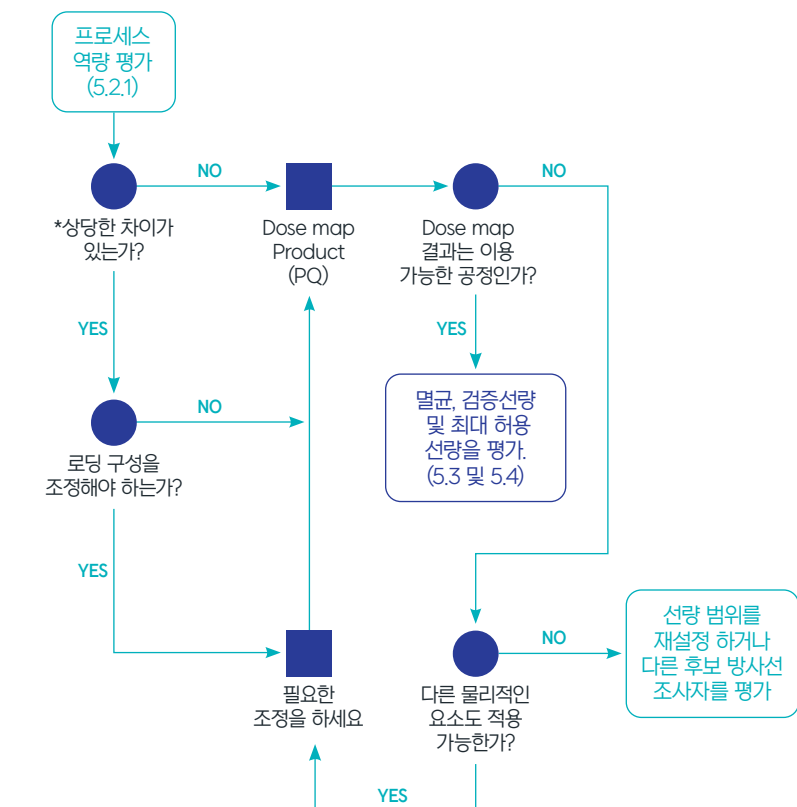 프로세스
역량 평가
(5.2.1)
NO
NO
*상당한 차이가
있는가?
Dose map
Product
(PQ)
Dose map
결과는 이용
가능한 공정인가?
YES
YES
멸균, 검증선량
및 최대 허용
선량을 평가.
(5.3 및 5.4)
NO
로딩 구성을
조정해야 하는가?
YES
선량 범위를
재설정 하거나
다른 후보 방사선
조사자를 평가
NO
필요한
조정을 하세요
다른 물리적인
요소도 적용
가능한가?
YES